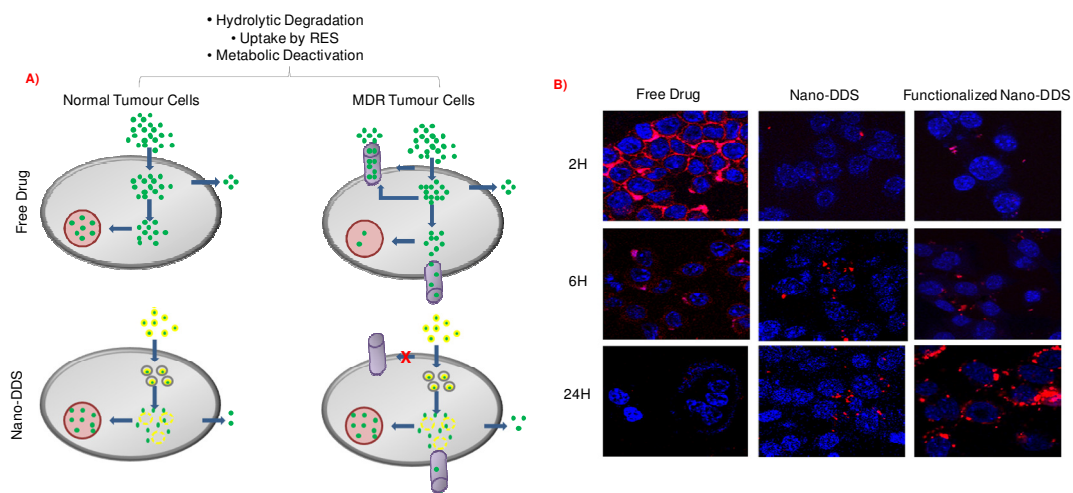 • Hydrolytic Degradation
• Uptake by RES
• Metabolic Deactivation
A)
Normal Tumour Cells
MDR Tumour Cells
Free Drug
X
Nano-DDS
B)
Free Drug
Nano-DDS
Functionalized Nano-DDS
2H
6H
24H